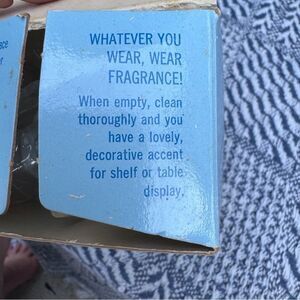 WHATEVER YOU
WEAR, WEAR
FRAGRANCE!
When empty, clean
thoroughly and you
have a lovely,
decorative accent
for shelf or table
display.